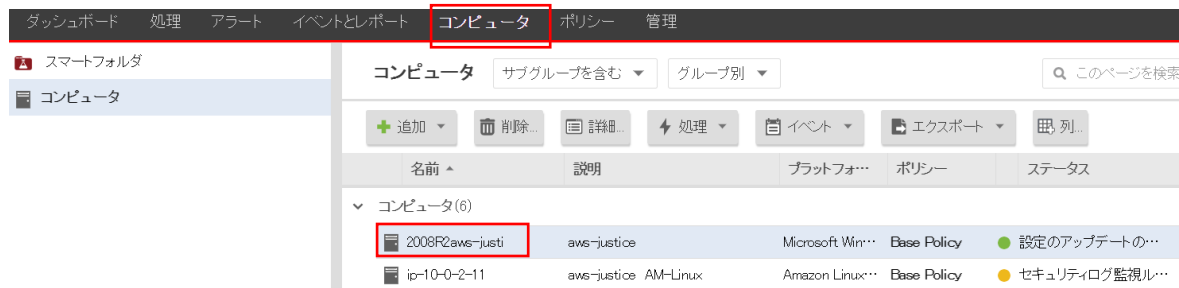 ダッシュボード 処理 アラート イベントとレポート コンピュータ ポリシー 管理
スマートフォルダ
コンピュータ
コンピュータ サブグループを含む グループ別 このページを検索
追加 削除... 詳細... 処理 イベント エクスポート 列...
名前 説明 プラットフォ… ポリシー ステータス
コンピュータ(6)
2008R2aws-justi aws-justice Microsoft Win… Base Policy 設定のアップデートの…
ip-10-0-2-11 aws-justice AM-Linux Amazon Linux… Base Policy セキュリティログ監視ル…